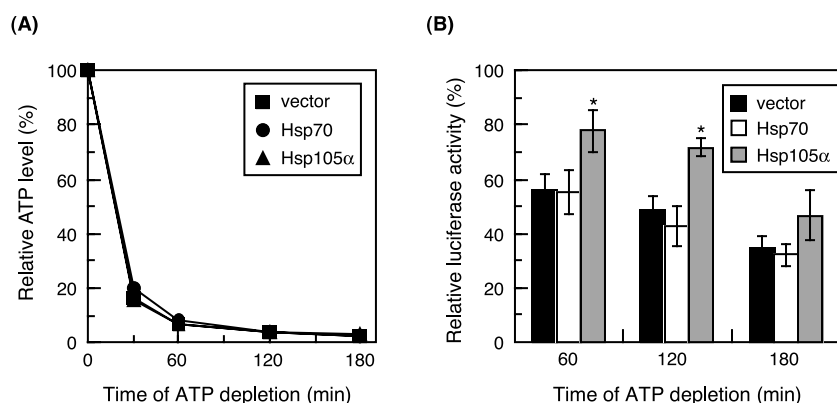 (A)
100
80
60
40
20
0
Relative ATP level (%)
vector
Hsp70
Hsp105α
0
60
120
180
Time of ATP depletion (min)
(B)
100
80
60
40
20
0
Relative luciferase activity (%)
vector
Hsp70
Hsp105α
*
*
60
120
180
Time of ATP depletion (min)